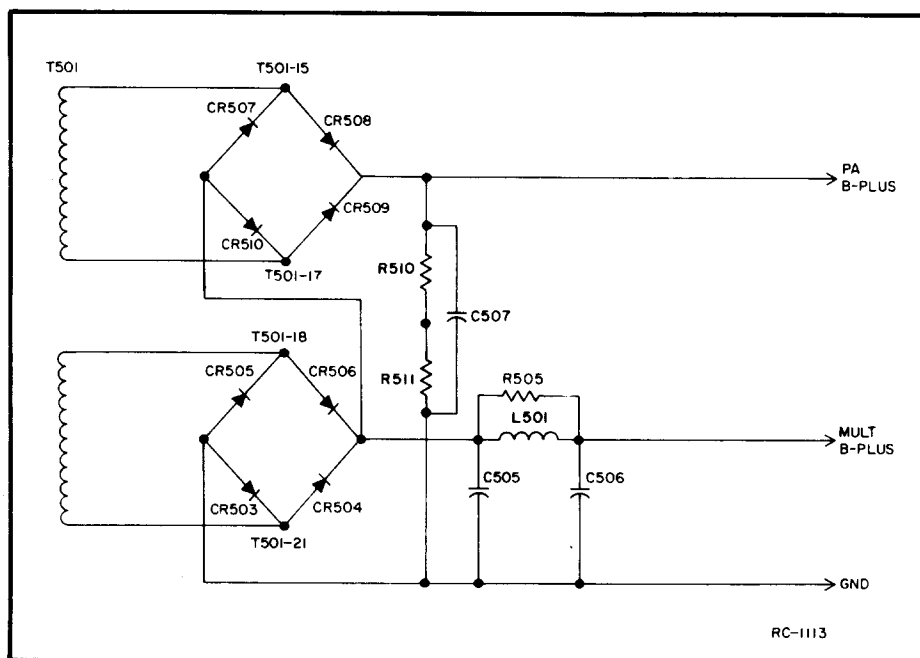 T501
T501-15
CR507
CR508
PA
B-PLUS
CR510
CR509
T501-17
R510
C507
T501-18
CR505
CR506
R511
R505
L501
MULT
B-PLUS
C505
C506
CR503
CR504
T501-21
GND
RC-1113